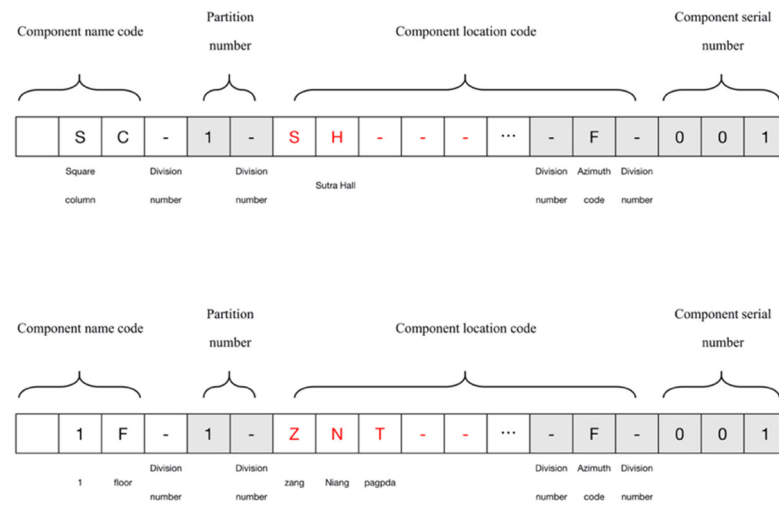 Component name code
Partition
number
Component location code
Component serial
number
S C - 1 - S H - - - ... - F - 0 0 1
Square
column
Division
number
Division
number
Sutra Hall
Division
number
Azimuth
code
Division
number
Component name code
Partition
number
Component location code
Component serial
number
1 F - 1 - Z N T - - ... - F - 0 0 1
1
floor
Division
number
Division
number
zang
Niang
pagpda
Division
number
Azimuth
code
Division
number